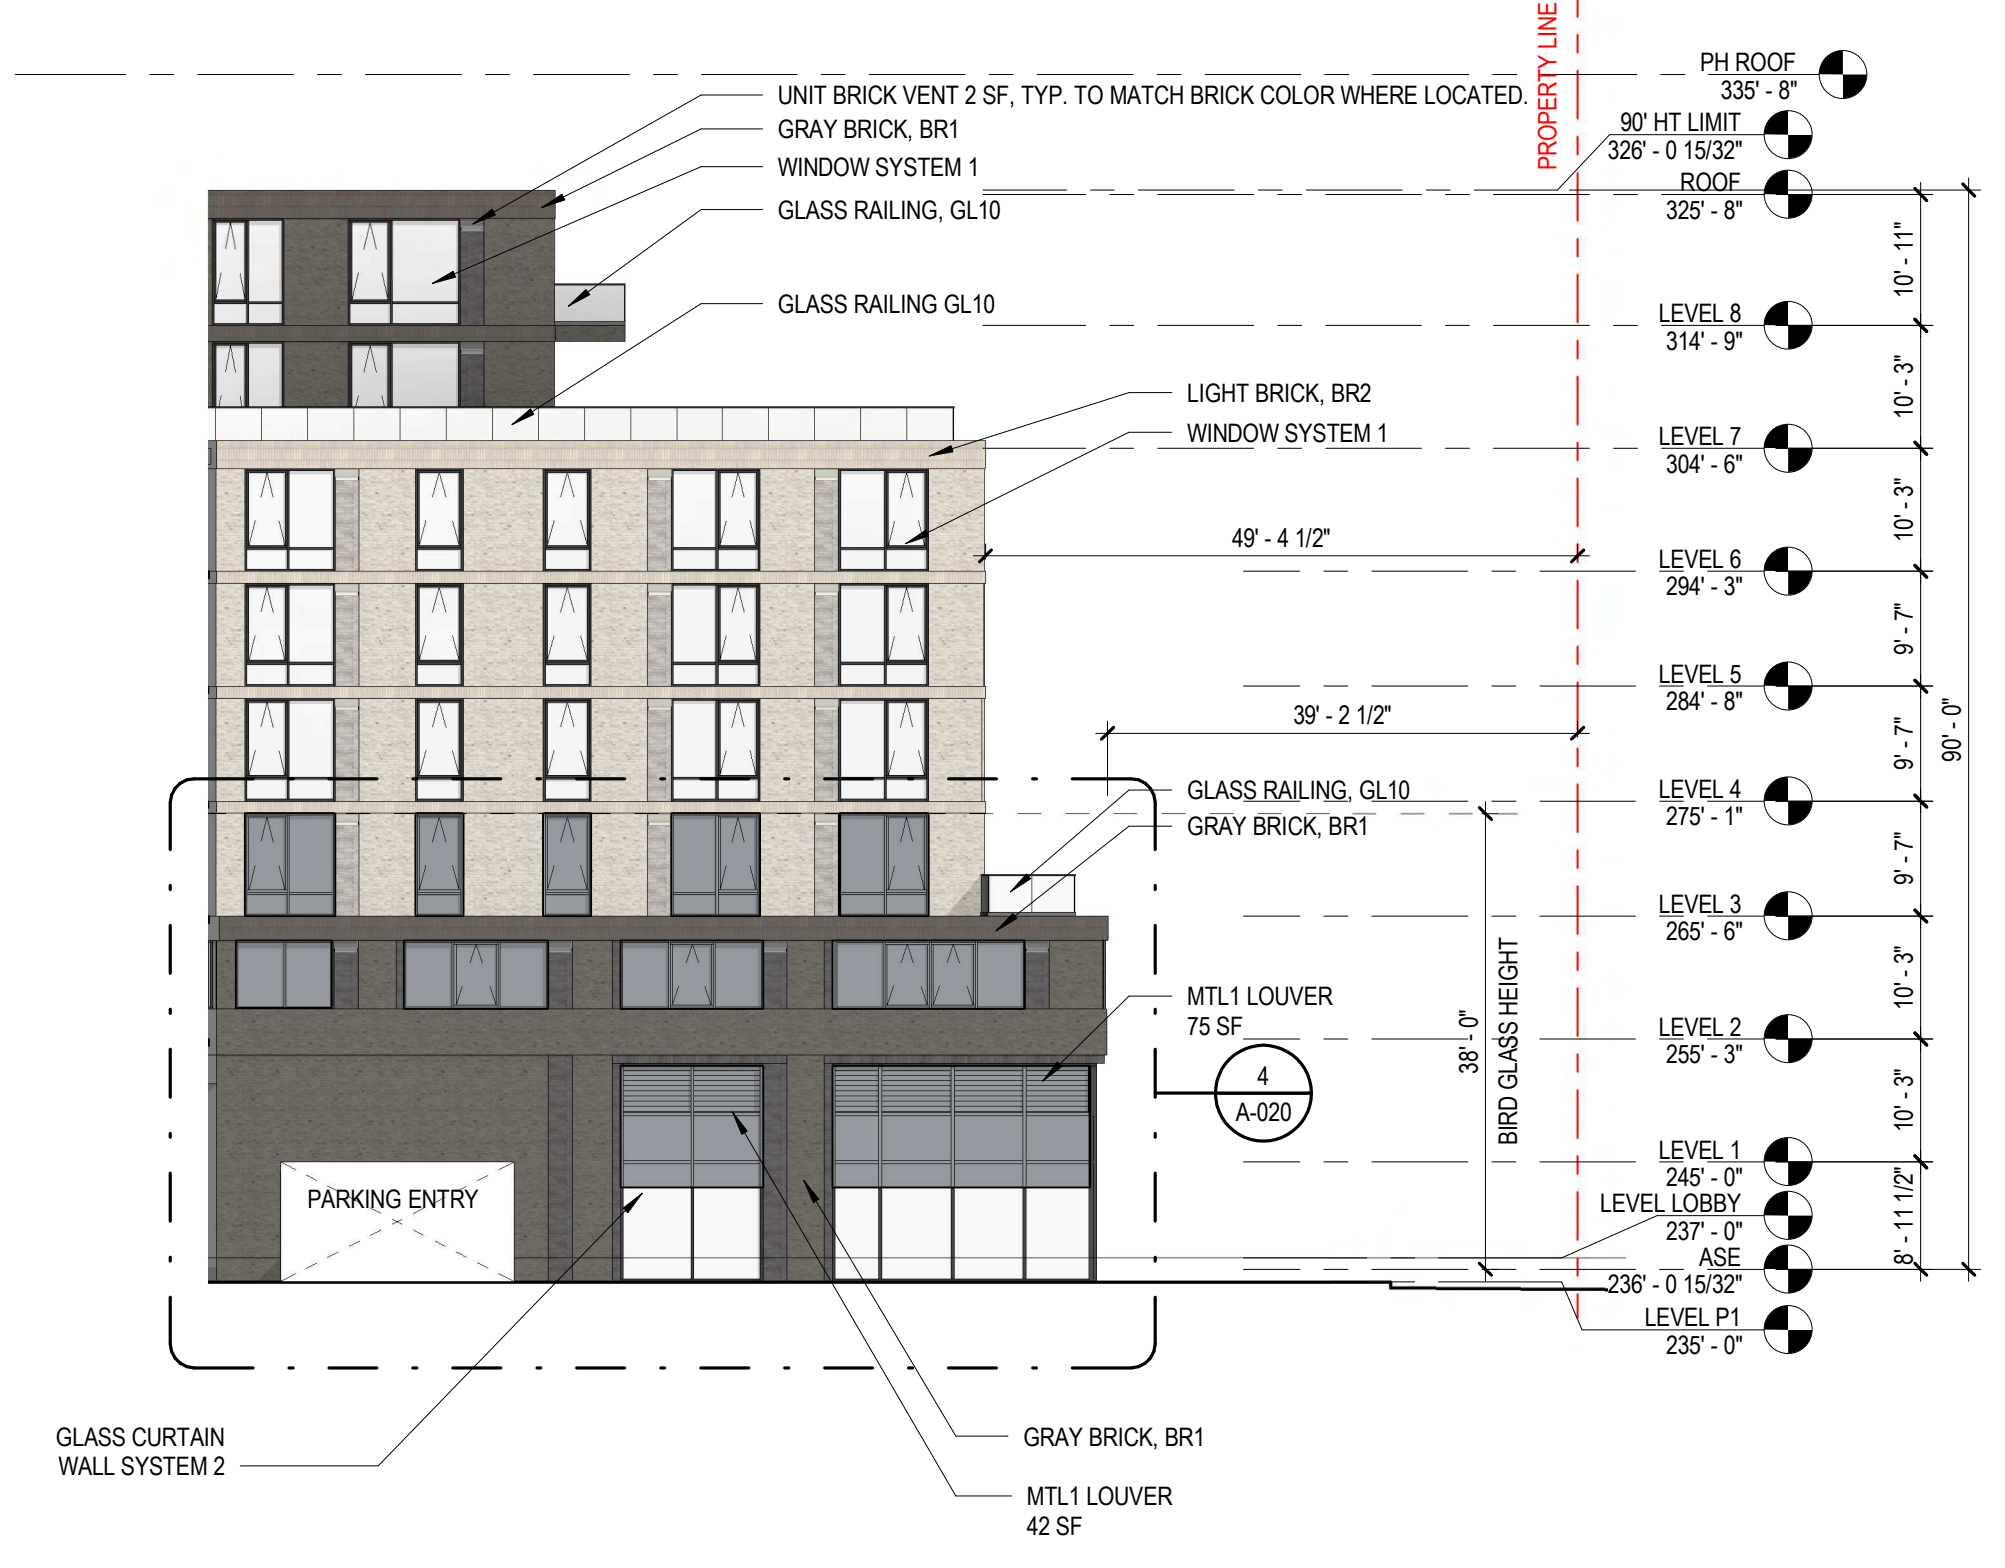 PROPERTY LINE
PH ROOF
335' - 8"
UNIT BRICK VENT 2 SF, TYP. TO MATCH BRICK COLOR WHERE LOCATED.
GRAY BRICK, BR1
90' HT LIMIT
326' - 0 15/32"
WINDOW SYSTEM 1
ROOF
325' - 8"
GLASS RAILING, GL10
10' - 11"
GLASS RAILING GL10
LEVEL 8
314' - 9"
10' - 3"
LIGHT BRICK, BR2
WINDOW SYSTEM 1
LEVEL 7
304' - 6"
10' - 3"
49' - 4 1/2"
LEVEL 6
294' - 3"
9' - 7"
LEVEL 5
284' - 8"
39' - 2 1/2"
9' - 7"
90' - 0"
GLASS RAILING, GL10
LEVEL 4
275' - 1"
GRAY BRICK, BR1
9' - 7"
LEVEL 3
265' - 6"
10' - 3"
MTL1 LOUVER
75 SF
38' - 0"
BIRD GLASS HEIGHT
LEVEL 2
255' - 3"
4
A-020
10' - 3"
LEVEL 1
245' - 0"
PARKING ENTRY
LEVEL LOBBY
237' - 0"
8' - 11 1/2"
ASE
236' - 0 15/32"
LEVEL P1
235' - 0"
GLASS CURTAIN
WALL SYSTEM 2
GRAY BRICK, BR1
MTL1 LOUVER
42 SF